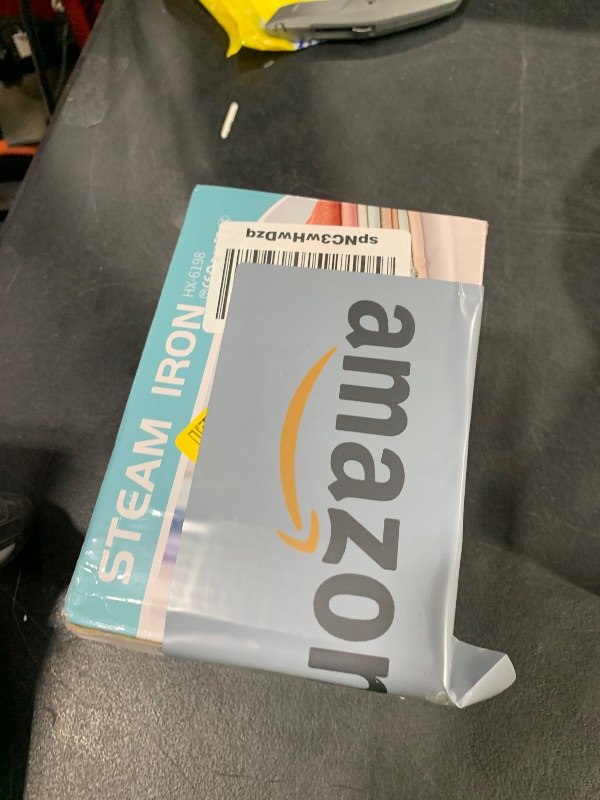 STEAM IRON
HX-6198
spNC3wHwDzq
amazon